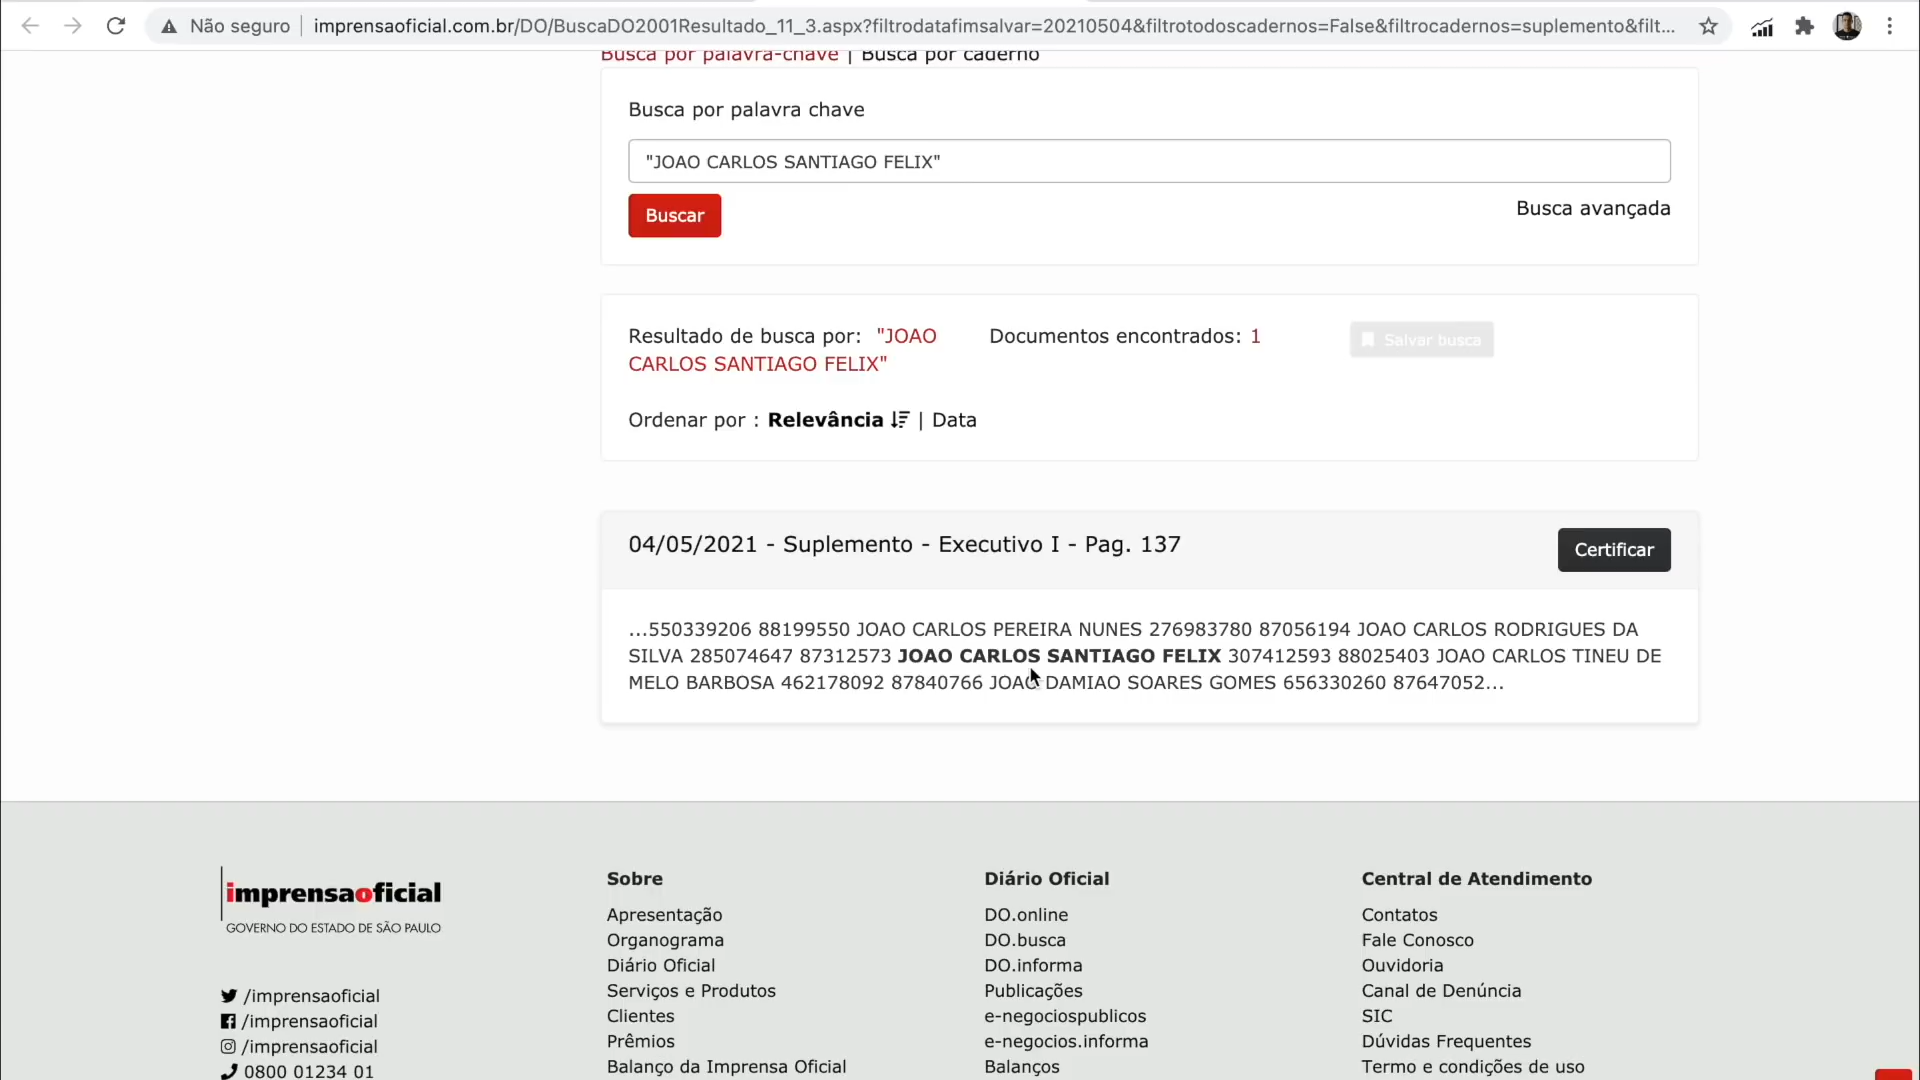 Não seguro
imprensaoficial.com.br/DO/BuscaDO2001Resultado_11_3.aspx?filtrodatafimsalvar=20210504&filtrotodoscadernos=False&filtrocadernos=suplemento&filt...
Busca por palavra-chave | Busca por caderno
Busca por palavra chave
"JOAO CARLOS SANTIAGO FELIX"
Buscar
Busca avançada
Resultado de busca por: "JOAO
CARLOS SANTIAGO FELIX"
Documentos encontrados: 1
Salvar busca
Ordenar por : Relevância | Data
04/05/2021 - Suplemento - Executivo I - Pag. 137
Certificar
...550339206 88199550 JOAO CARLOS PEREIRA NUNES 276983780 87056194 JOAO CARLOS RODRIGUES DA
SILVA 285074647 87312573 JOAO CARLOS SANTIAGO FELIX 307412593 88025403 JOAO CARLOS TINEU DE
MELO BARBOSA 462178092 87840766 JOAO DAMIAO SOARES GOMES 656330260 87647052...
imprensaoficial
GOVERNO DO ESTADO DE SÃO PAULO
/imprensaoficial
/imprensaoficial
/imprensaoficial
0800 01234 01
Sobre
Apresentação
Organograma
Diário Oficial
Serviços e Produtos
Clientes
Prêmios
Balanço da Imprensa Oficial
Diário Oficial
DO.online
DO.busca
DO.informa
Publicações
e-negociospublicos
e-negocios.informa
Balanços
Central de Atendimento
Contatos
Fale Conosco
Ouvidoria
Canal de Denúncia
SIC
Dúvidas Frequentes
Termo e condições de uso